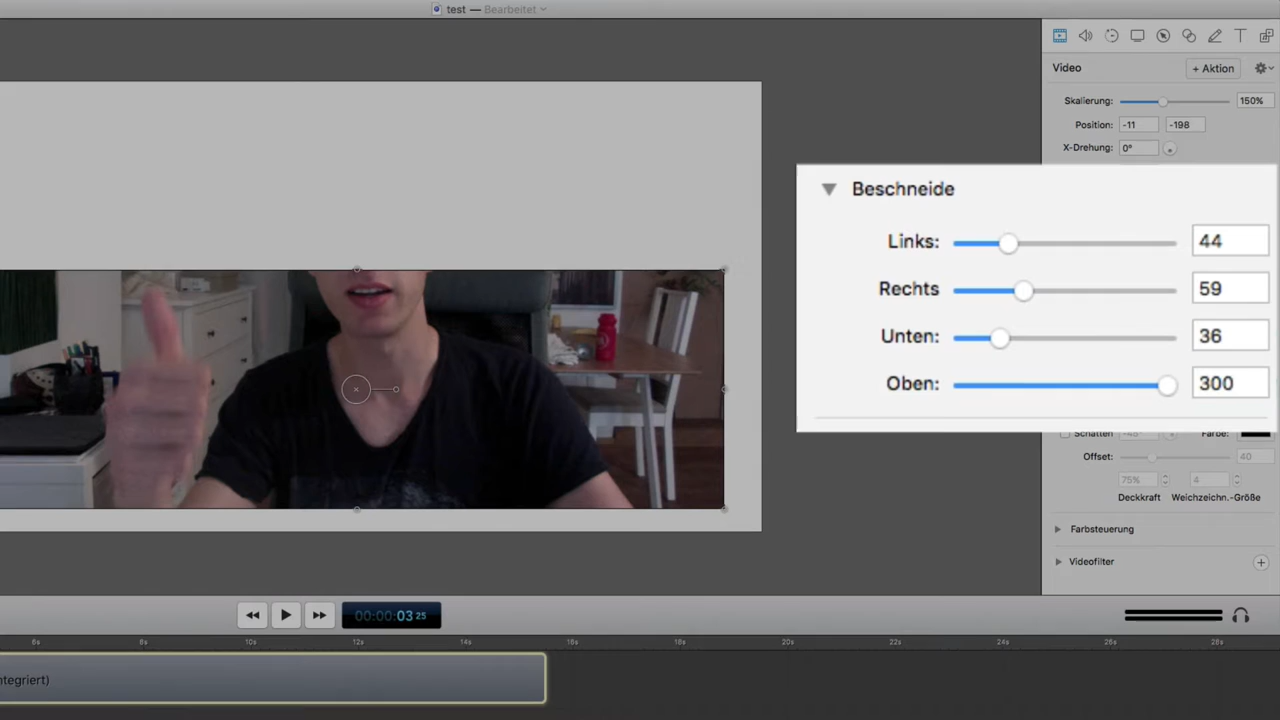 test — Bearbeitet
Video
+ Aktion
Skalierung:
150%
Position:
-11
-198
X-Drehung:
0°
Beschneide
Links:
44
Rechts
59
Unten:
36
Oben:
300
Schatten
-45°
Farbe:
Offset:
40
75%
4
Deckkraft
Weichzeichn.-Größe
Farbsteuerung
Videofilter
00:00:03 25
6s
8s
10s
12s
14s
16s
18s
20s
22s
24s
26s
28s
ntegriert)